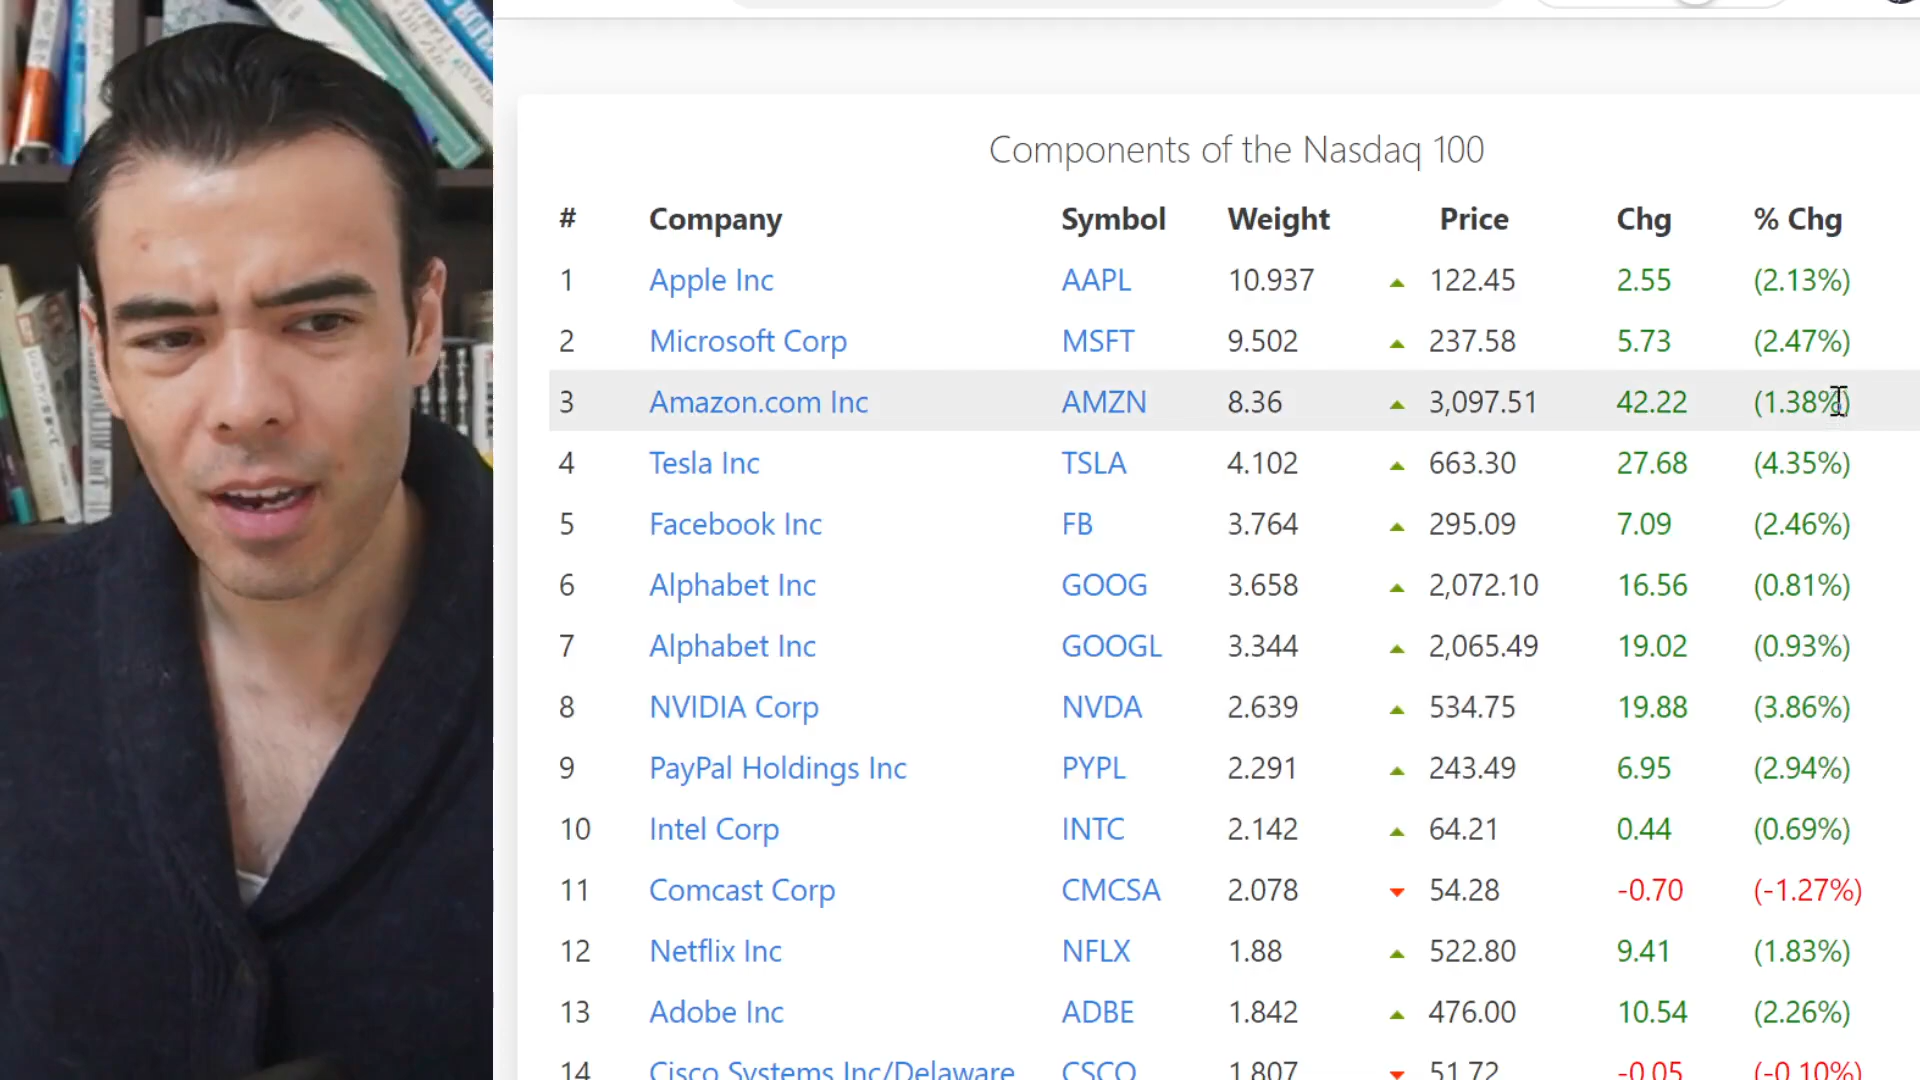 Components of the Nasdaq 100
# Company Symbol Weight Price Chg % Chg
1 Apple Inc AAPL 10.937 122.45 2.55 (2.13%)
2 Microsoft Corp MSFT 9.502 237.58 5.73 (2.47%)
3 Amazon.com Inc AMZN 8.36 3,097.51 42.22 (1.38%)
4 Tesla Inc TSLA 4.102 663.30 27.68 (4.35%)
5 Facebook Inc FB 3.764 295.09 7.09 (2.46%)
6 Alphabet Inc GOOG 3.658 2,072.10 16.56 (0.81%)
7 Alphabet Inc GOOGL 3.344 2,065.49 19.02 (0.93%)
8 NVIDIA Corp NVDA 2.639 534.75 19.88 (3.86%)
9 PayPal Holdings Inc PYPL 2.291 243.49 6.95 (2.94%)
10 Intel Corp INTC 2.142 64.21 0.44 (0.69%)
11 Comcast Corp CMCSA 2.078 54.28 -0.70 (-1.27%)
12 Netflix Inc NFLX 1.88 522.80 9.41 (1.83%)
13 Adobe Inc ADBE 1.842 476.00 10.54 (2.26%)
14 Cisco Systems Inc/Delaware CSCO 1.807 51.72 -0.05 (-0.10%)